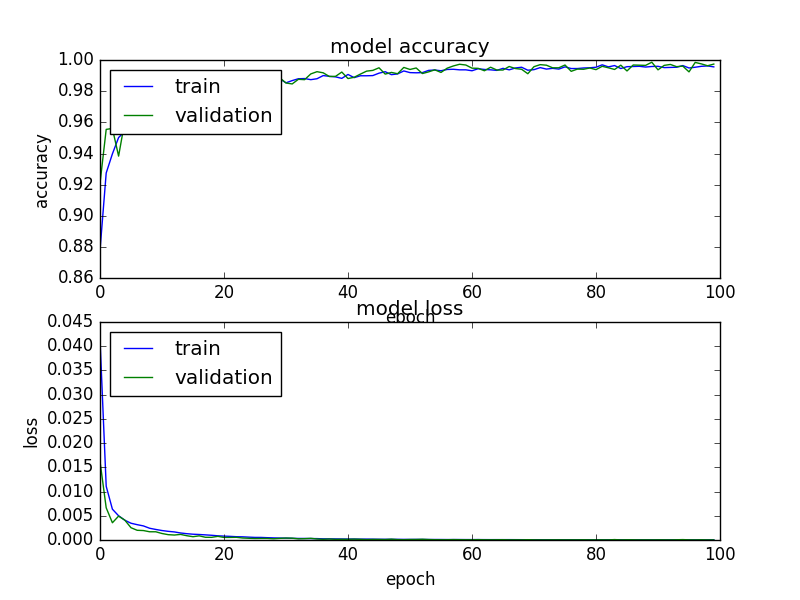 model accuracy
1.00
0.98
0.96
0.94
0.92
0.90
0.88
0.86
accuracy
train
validation
0 20 40 60 80 100
epoch
model loss
0.045
0.040
0.035
0.030
0.025
0.020
0.015
0.010
0.005
0.000
loss
train
validation
0 20 40 60 80 100
epoch